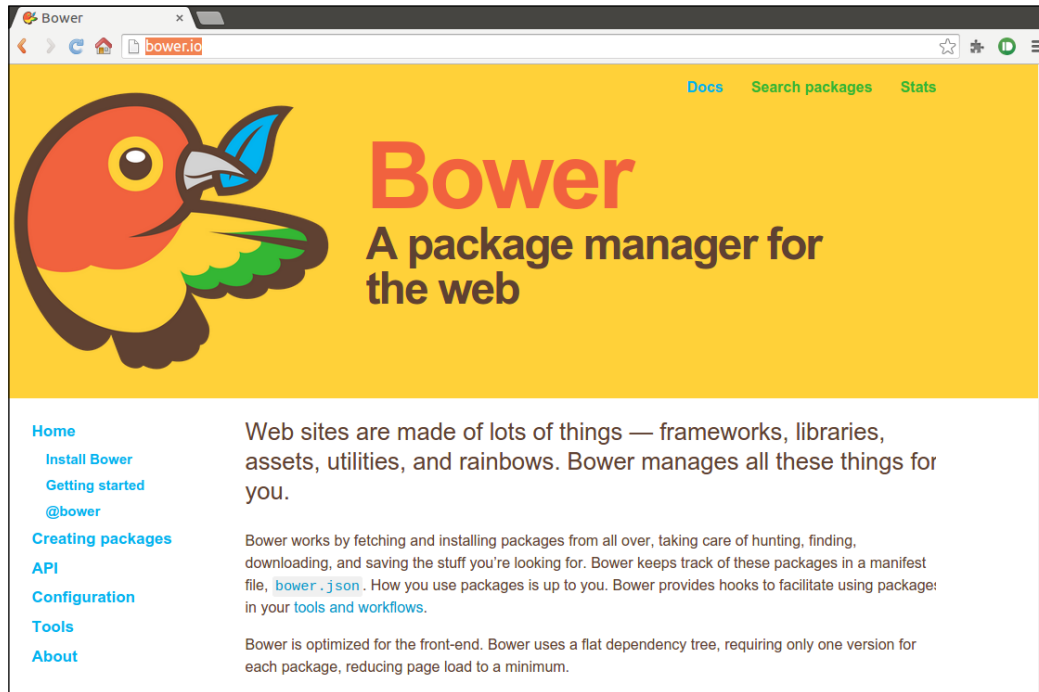 Bower
bower.io
Docs Search packages Stats
Bower
A package manager for
the web
Home
Install Bower
Getting started
@bower
Creating packages
API
Configuration
Tools
About
Web sites are made of lots of things — frameworks, libraries,
assets, utilities, and rainbows. Bower manages all these things for
you.
Bower works by fetching and installing packages from all over, taking care of hunting, finding,
downloading, and saving the stuff you’re looking for. Bower keeps track of these packages in a manifest
file, bower.json. How you use packages is up to you. Bower provides hooks to facilitate using packages
in your tools and workflows.
Bower is optimized for the front-end. Bower uses a flat dependency tree, requiring only one version for
each package, reducing page load to a minimum.